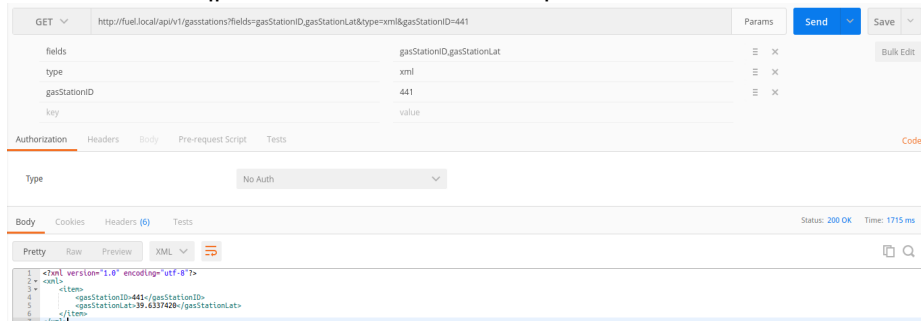 GET http://fuel.local/api/v1/gasstations?fields=gasStationID,gasStationLat&type=xml&gasStationID=441 Params Send Save
fields gasStationID,gasStationLat Bulk Edit
type xml
gasStationID 441
key value
Authorization Headers Body Pre-request Script Tests Code
Type No Auth
Body Cookies Headers (6) Tests Status: 200 OK Time: 1715 ms
Pretty Raw Preview XML
1 <?xml version="1.0" encoding="utf-8"?>
2 <xml>
3 <item>
4 <gasStationID>441</gasStationID>
5 <gasStationLat>39.6337420</gasStationLat>
6 </item>
7 </xml>